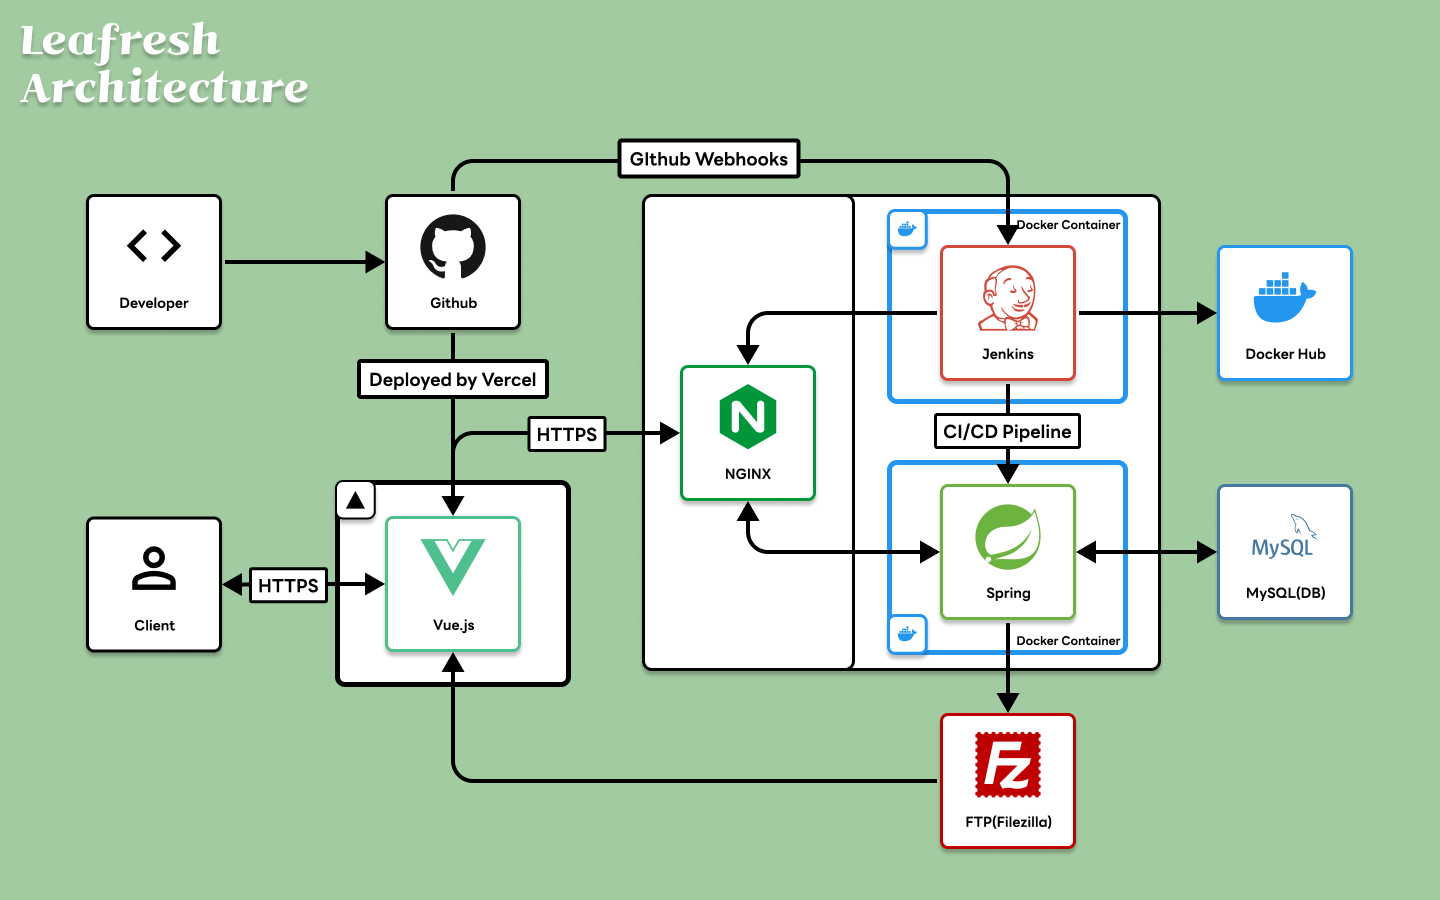 Leafresh
Architecture
GIthub Webhooks
Docker Container
Developer
Github
Jenkins
Docker Hub
Deployed by Vercel
HTTPS
CI/CD Pipeline
NGINX
HTTPS
Client
Vue.js
Spring
MySQL
MySQL(DB)
Docker Container
FZ
FTP(Filezilla)